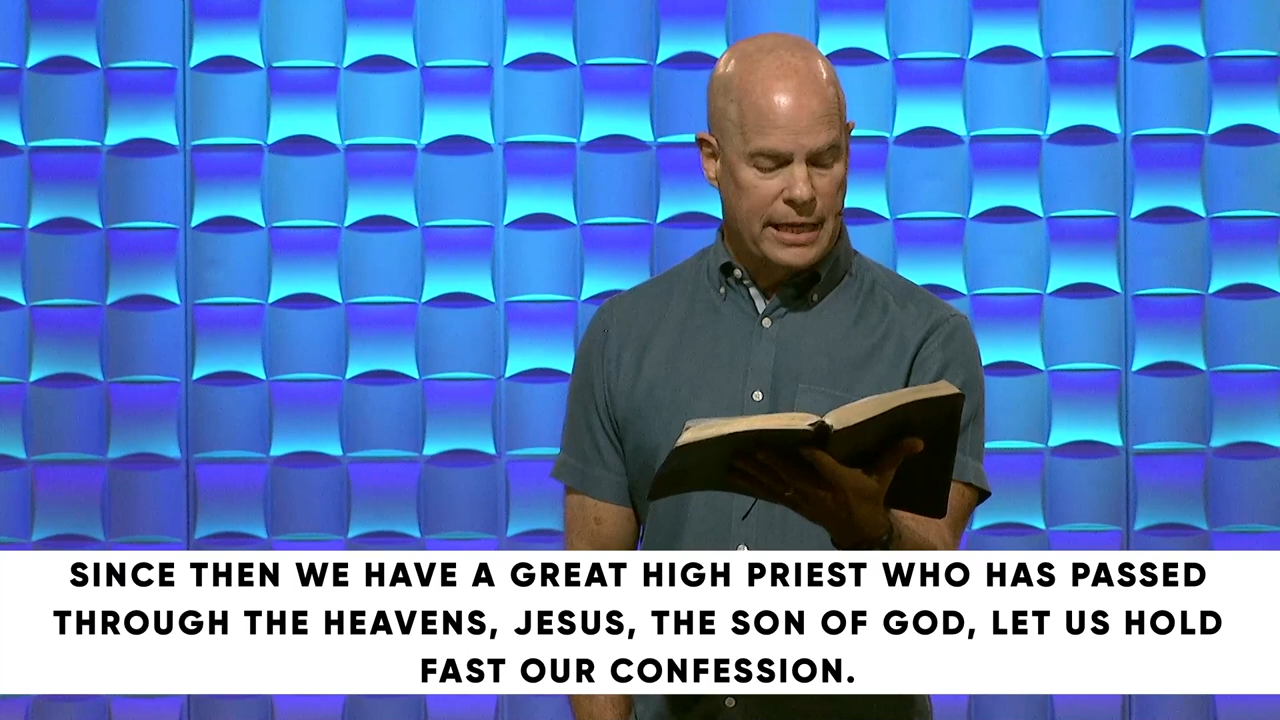 SINCE THEN WE HAVE A GREAT HIGH PRIEST WHO HAS PASSED
THROUGH THE HEAVENS, JESUS, THE SON OF GOD, LET US HOLD
FAST OUR CONFESSION.